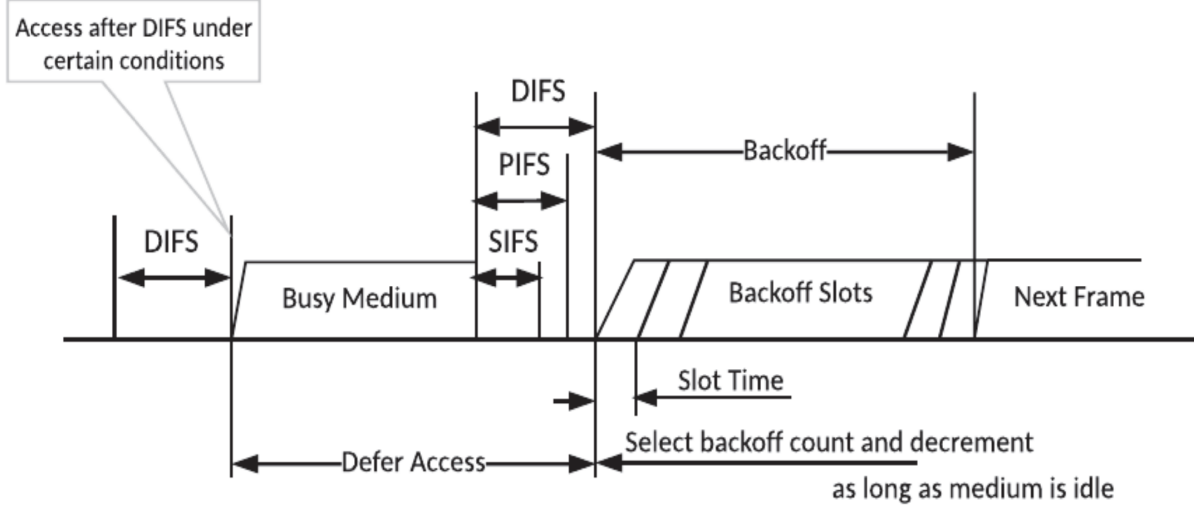 Access after DIFS under
certain conditions
DIFS
Backoff
PIFS
DIFS
SIFS
Busy Medium
Backoff Slots
Next Frame
Slot Time
Select backoff count and decrement
Defer Access
as long as medium is idle